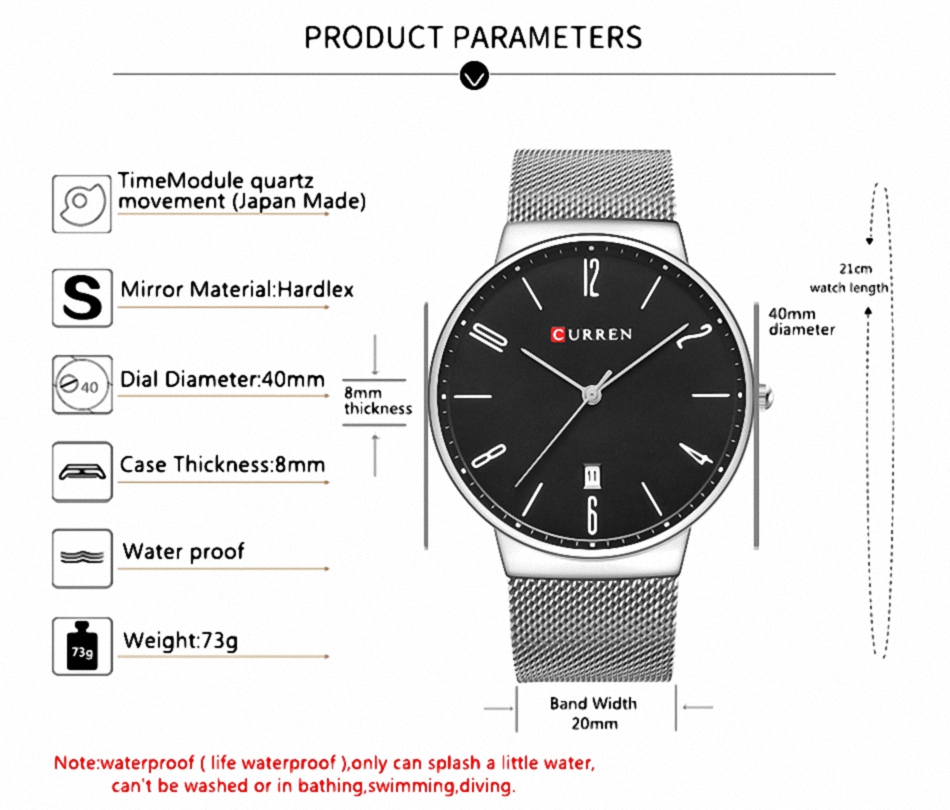 PRODUCT PARAMETERS
TimeModule quartz
movement (Japan Made)
S
Mirror Material:Hardlex
40
Dial Diameter:40mm
Case Thickness:8mm
Water proof
73g
Weight:73g
8mm
thickness
12
2
4
6
8
10
CURREN
11
40mm
diameter
21cm
watch length
Band Width
20mm
Note:waterproof ( life waterproof ),only can splash a little water,
can't be washed or in bathing,swimming,diving.